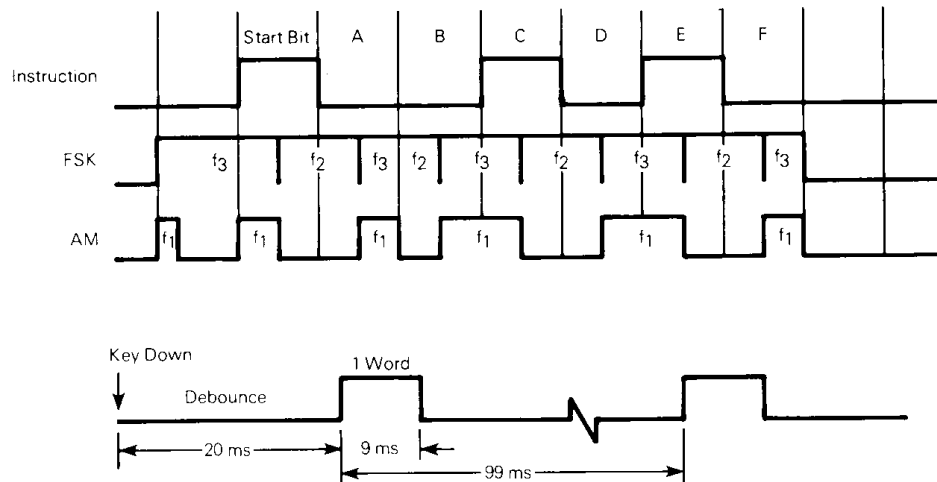 Start Bit A B C D E F
Instruction
FSK f3 f2 f3 f2 f3 f2 f3 f2 f3
AM f1 f1 f1 f1 f1 f1
Key Down
1 Word
Debounce
20 ms 9 ms
99 ms